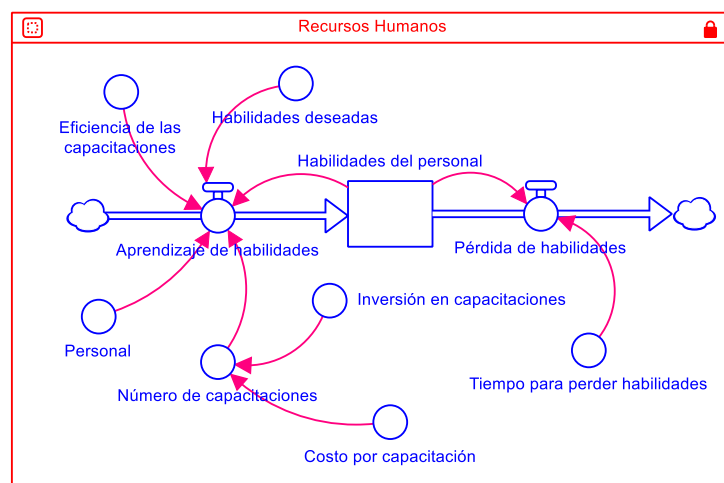 Recursos Humanos
Eficiencia de las
capacitaciones
Habilidades deseadas
Habilidades del personal
Aprendizaje de habilidades
Pérdida de habilidades
Personal
Inversión en capacitaciones
Número de capacitaciones
Tiempo para perder habilidades
Costo por capacitación